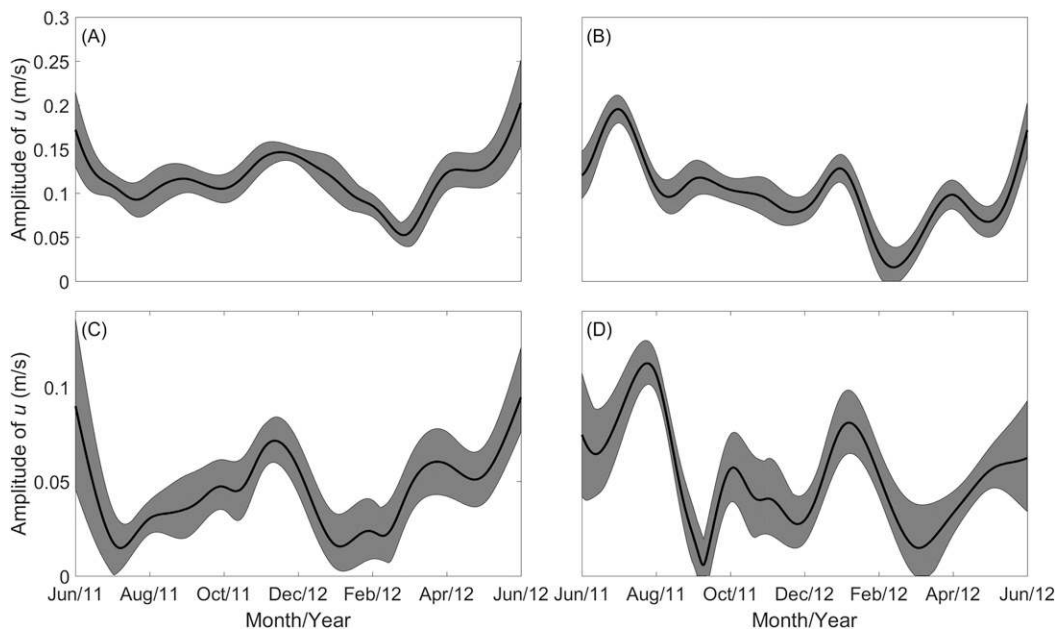 (A)
(B)
0.3
0.25
0.2
0.15
0.1
0.05
0
Amplitude of u (m/s)
(C)
(D)
0.1
0.05
0
Amplitude of u (m/s)
Jun/11 Aug/11 Oct/11 Dec/12 Feb/12 Apr/12 Jun/12
Month/Year
Jun/11 Aug/11 Oct/11 Dec/12 Feb/12 Apr/12 Jun/12
Month/Year